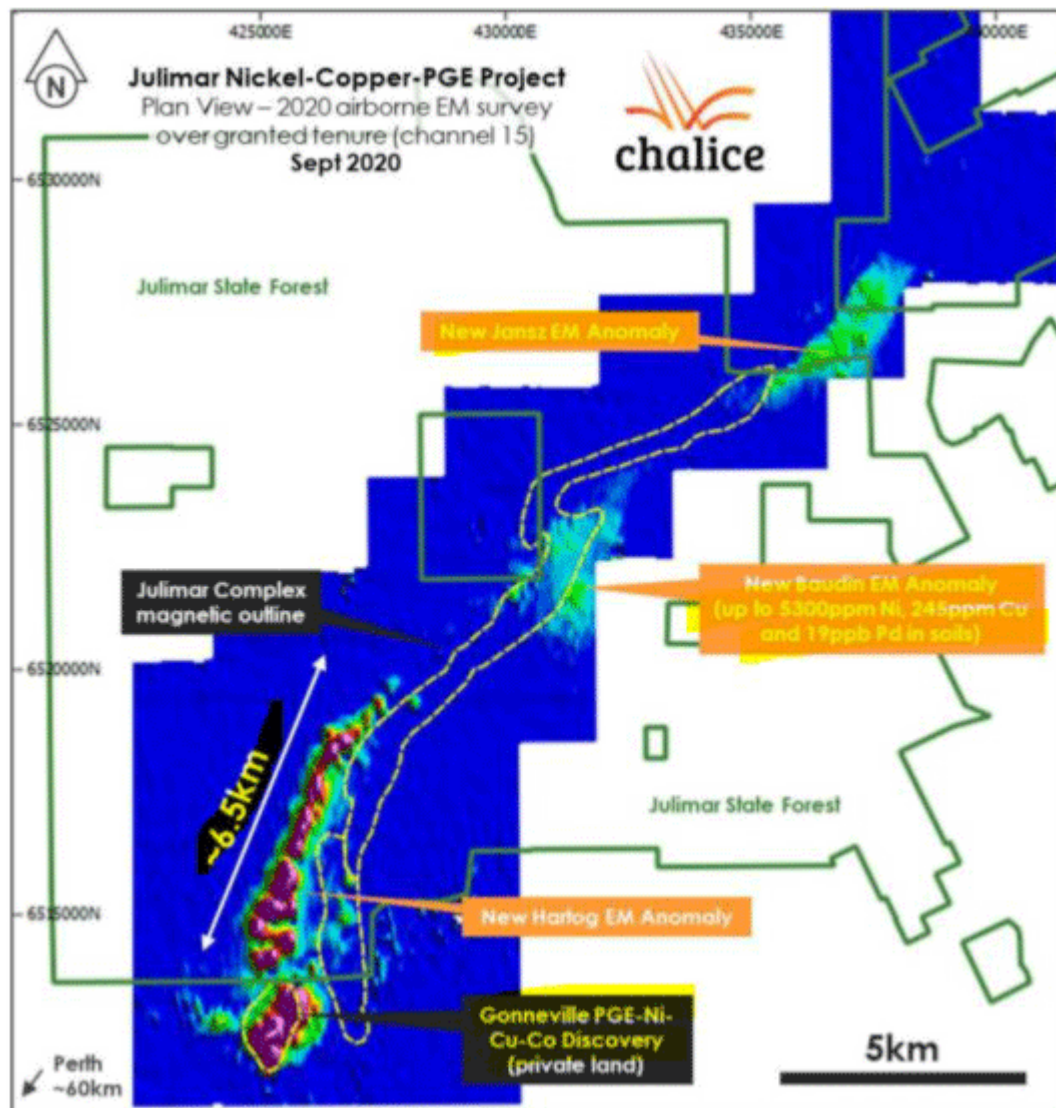 425000E
430000E
435000E
N
Julimar Nickel-Copper-PGE Project
Plan View – 2020 airborne EM survey
over granted tenure (channel 15)
Sept 2020
chalice
6530000N
Julimar State Forest
New Jansz EM Anomaly
6525000N
Julimar Complex
magnetic outline
New Baudin EM Anomaly
(up to 5300ppm Ni, 245ppm Cu
and 19ppb Pd in soils)
6520000N
~6.5km
Julimar State Forest
6515000N
New Hartog EM Anomaly
Gonneville PGE-Ni-
Cu-Co Discovery
(private land)
5km
Perth
~60km